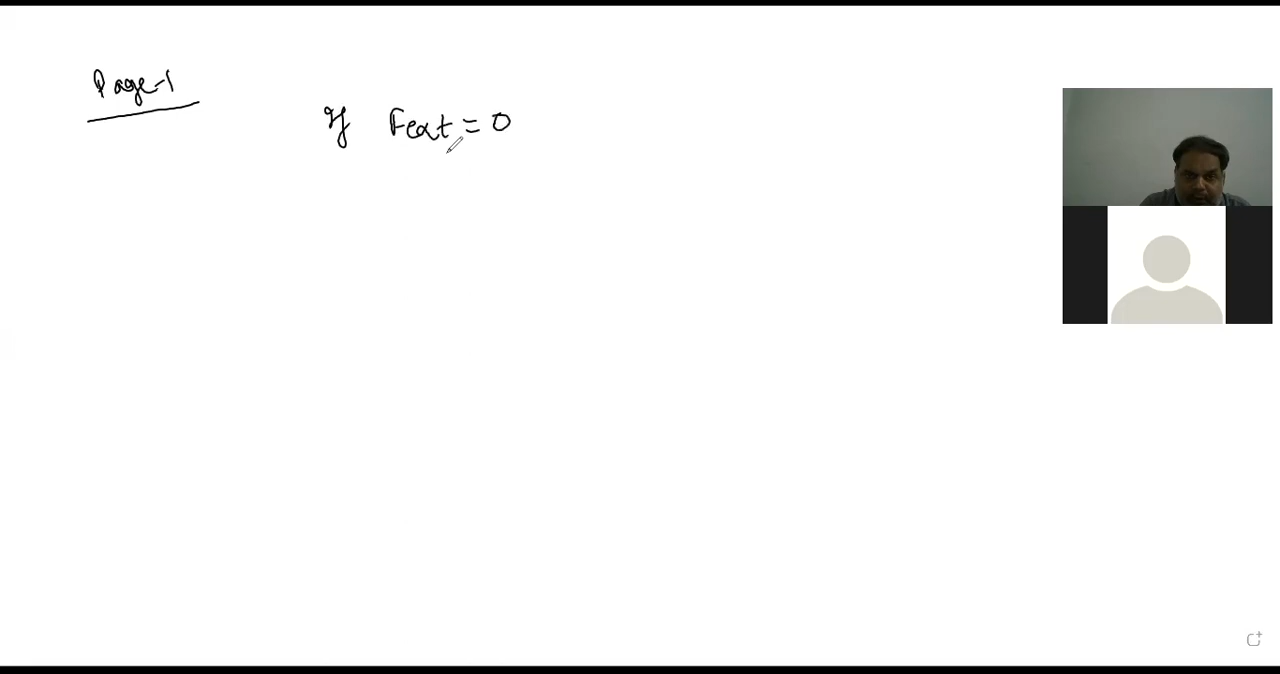 Page-1
If Fext = 0